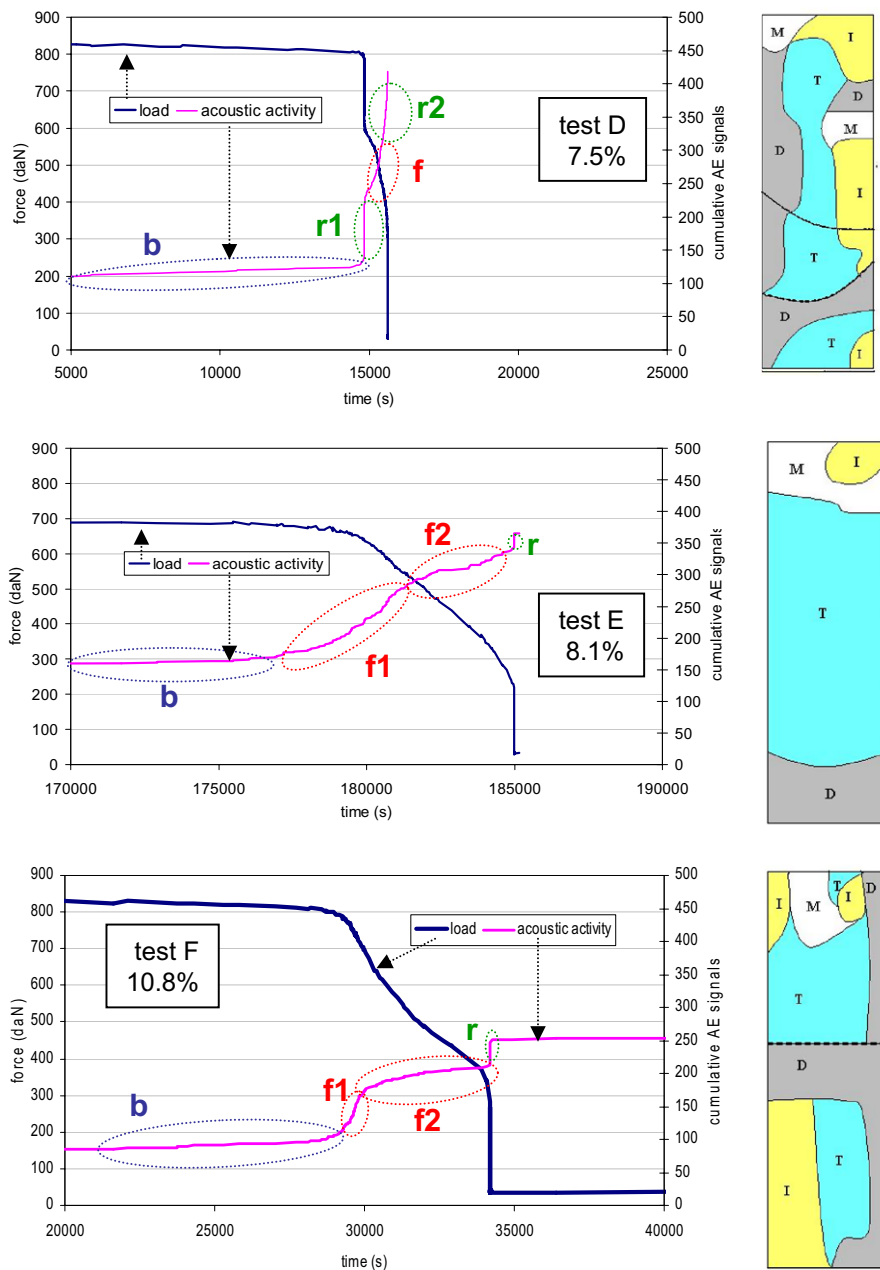 900
800
700
600
500
400
300
200
100
0
force (daN)
500
450
400
350
300
250
200
150
100
50
0
cumulative AE signals
load
acoustic activity
r2
test D
7.5%
f
r1
b
5000
10000
15000
20000
25000
time (s)
M
I
T
D
M
D
I
T
D
T
I
900
800
700
600
500
400
300
200
100
0
force (daN)
500
450
400
350
300
250
200
150
100
50
0
cumulative AE signals
f2
r
load
acoustic activity
test E
8.1%
f1
b
170000
175000
180000
185000
190000
time (s)
M
I
T
D
900
800
700
600
500
400
300
200
100
0
force (daN)
500
450
400
350
300
250
200
150
100
50
0
cumulative AE signals
load
acoustic activity
test F
10.8%
r
f1
b
f2
20000
25000
30000
35000
40000
time (s)
T
D
I
M
I
T
D
T
I